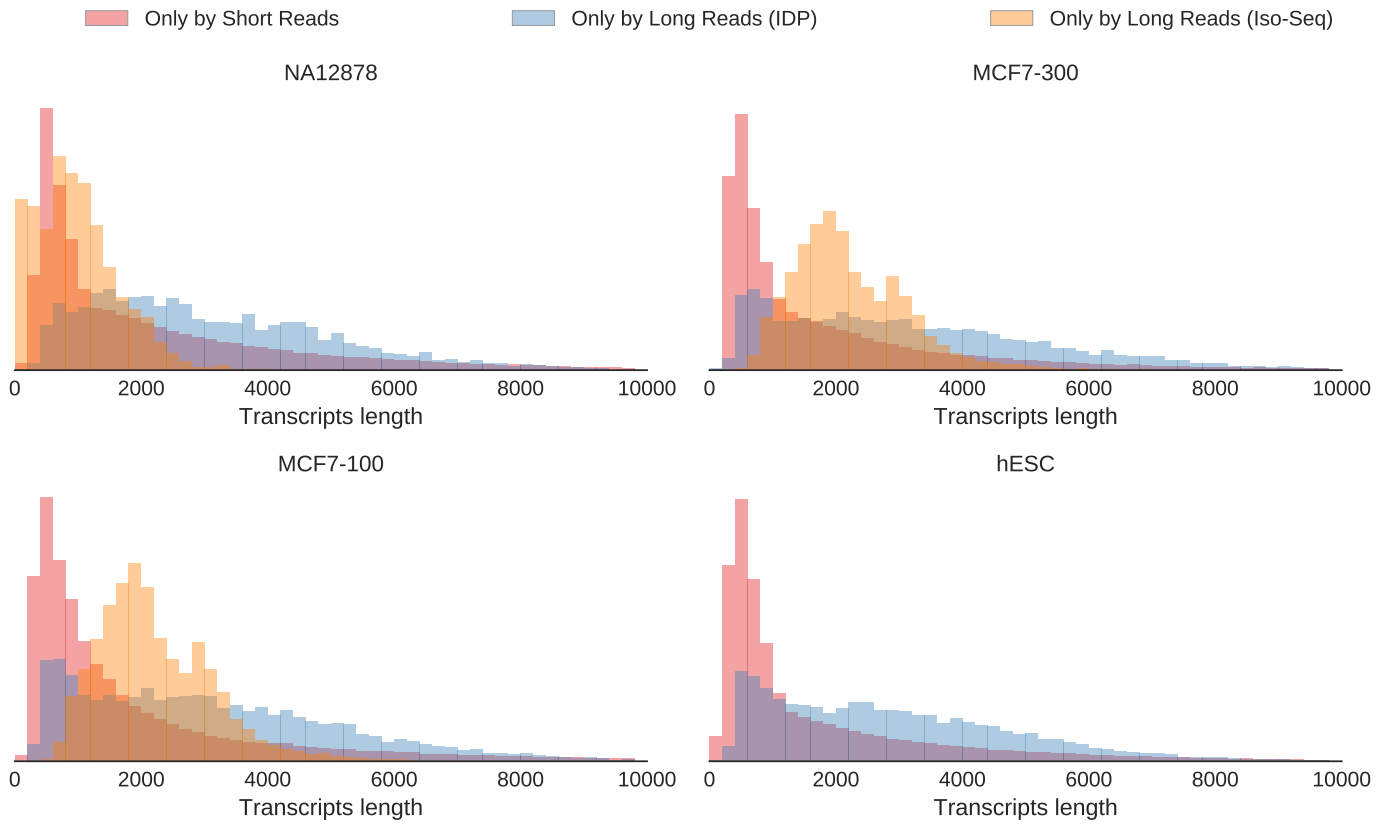 Only by Short Reads Only by Long Reads (IDP) Only by Long Reads (Iso-Seq)
NA12878 MCF7-300
0 2000 4000 6000 8000 10000 0 2000 4000 6000 8000 10000
Transcripts length Transcripts length
MCF7-100 hESC
0 2000 4000 6000 8000 10000 0 2000 4000 6000 8000 10000
Transcripts length Transcripts length